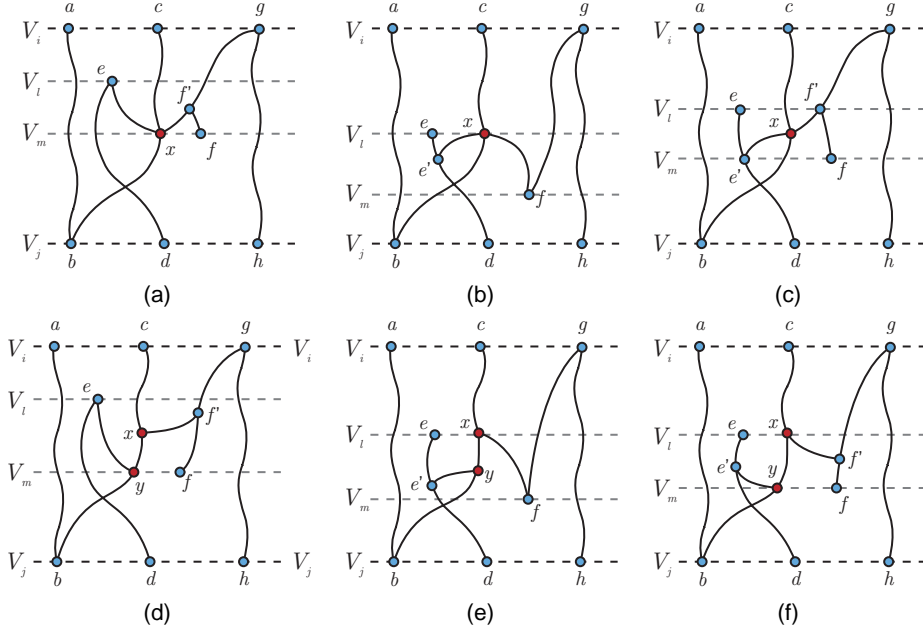 a c g a c g a c g
V_i V_i V_i
e
V_l f' V_l e x V_l e f'
V_m x f e' V_m x
V_m f e' f
V_j V_j V_j
b d h b d h b d h
(a) (b) (c)
a c g a c g a c g
V_i V_i V_i V_i
e
V_l f' V_l e x V_l e x
x e' y e' y f'
V_m y f V_m f V_m f
V_j V_j V_j V_j
b d h b d h b d h
(d) (e) (f)